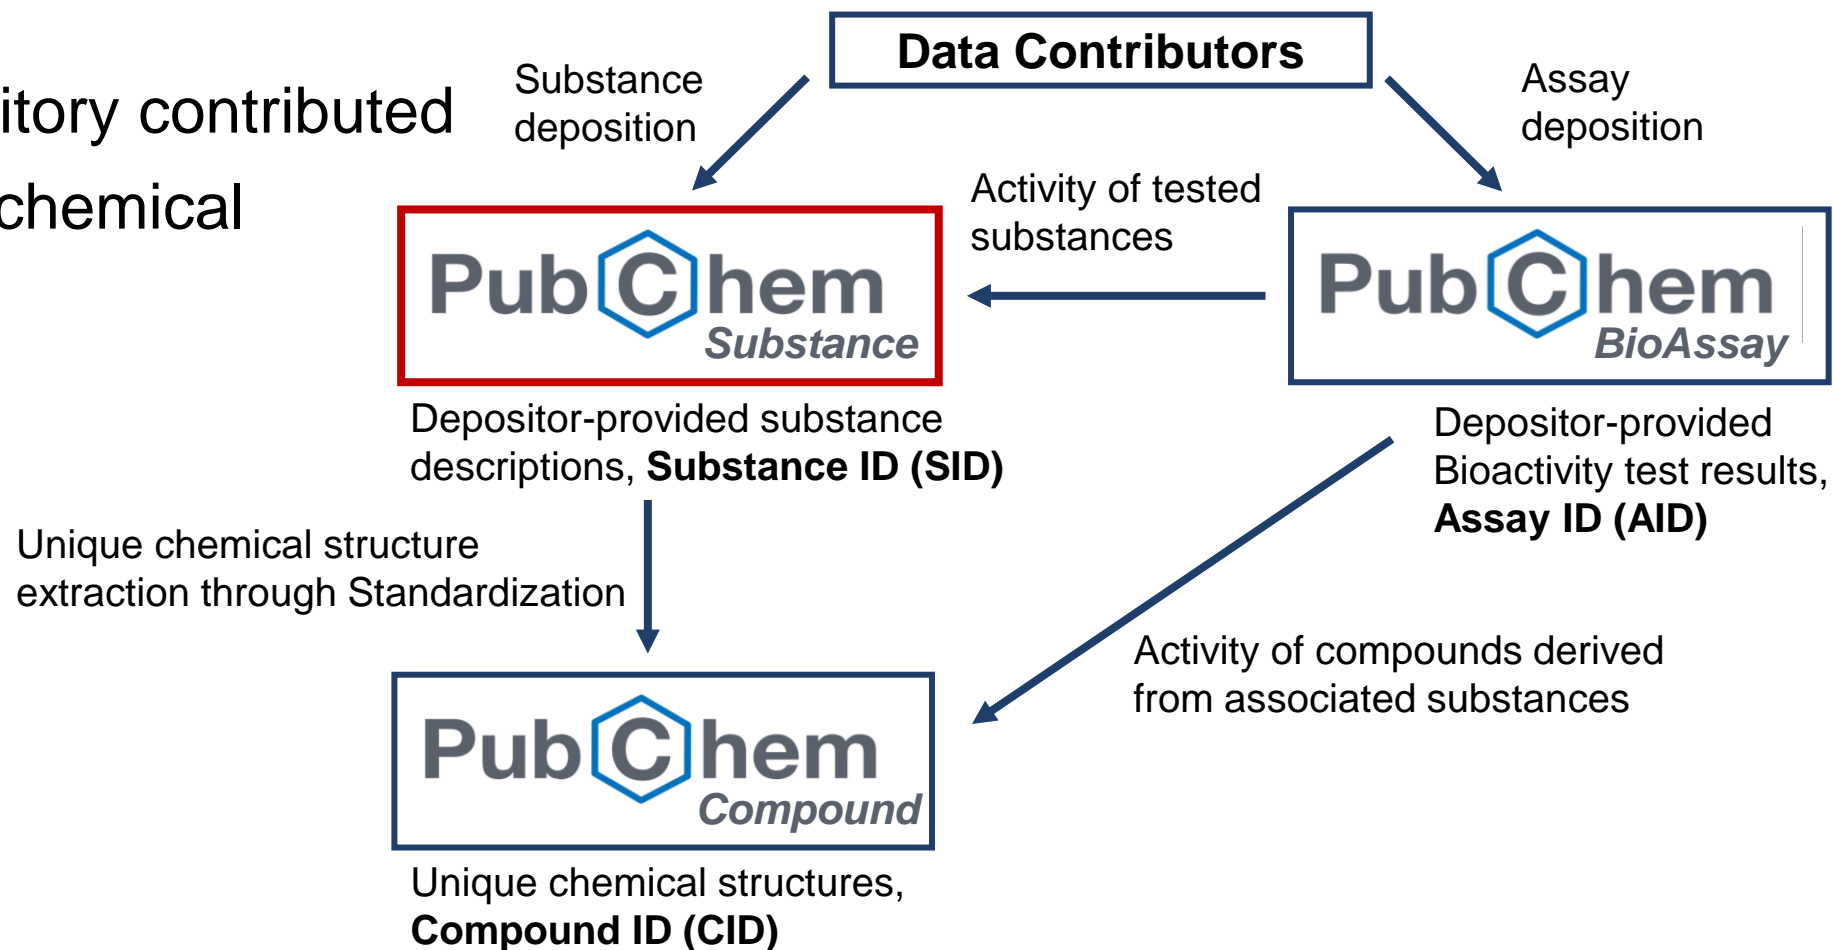 Data Contributors
Substance
deposition
Assay
deposition
itory contributed
chemical
Activity of tested
substances
PubChem
Substance
PubChem
BioAssay
Depositor-provided substance
descriptions, Substance ID (SID)
Depositor-provided
Bioactivity test results,
Assay ID (AID)
Unique chemical structure
extraction through Standardization
Activity of compounds derived
from associated substances
PubChem
Compound
Unique chemical structures,
Compound ID (CID)